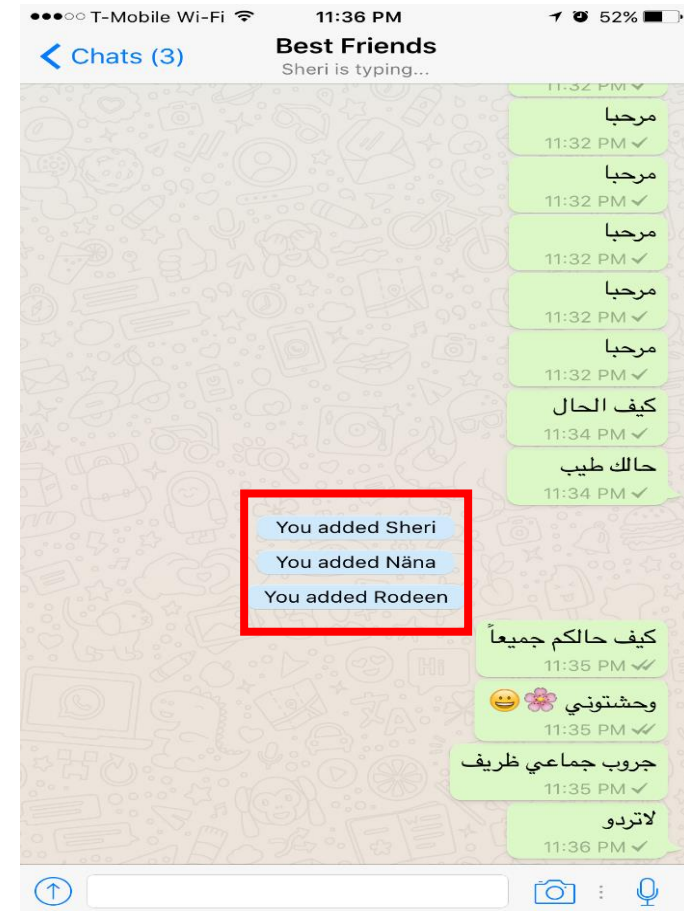 T-Mobile Wi-Fi 11:36 PM 52%
Chats (3) Best Friends
Sheri is typing...
11:32 PM
مرحبا
11:32 PM
مرحبا
11:32 PM
مرحبا
11:32 PM
مرحبا
11:32 PM
مرحبا
11:32 PM
كيف الحال
11:34 PM
حالك طيب
11:34 PM
You added Sheri
You added Näna
You added Rodeen
كيف حالكم جميعاً
11:35 PM
وحشتوني 🌸😀
11:35 PM
جروب جماعي ظريف
11:35 PM
لاتردو
11:36 PM